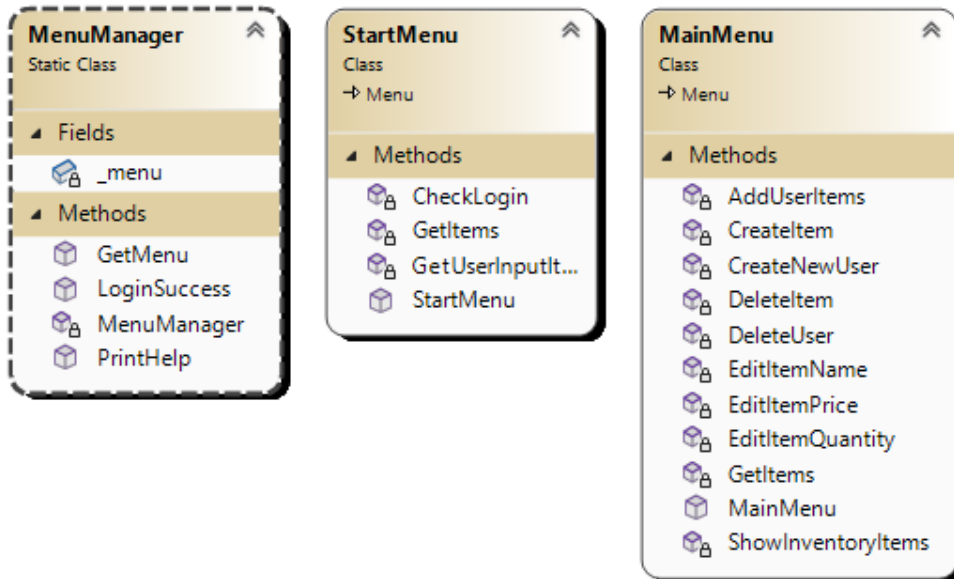 MenuManager
Static Class
Fields
_menu
Methods
GetMenu
LoginSuccess
MenuManager
PrintHelp
StartMenu
Class
Menu
Methods
CheckLogin
GetItems
GetUserInputIt...
StartMenu
MainMenu
Class
Menu
Methods
AddUserItems
CreateItem
CreateNewUser
DeleteItem
DeleteUser
EditItemName
EditItemPrice
EditItemQuantity
GetItems
MainMenu
ShowInventoryItems